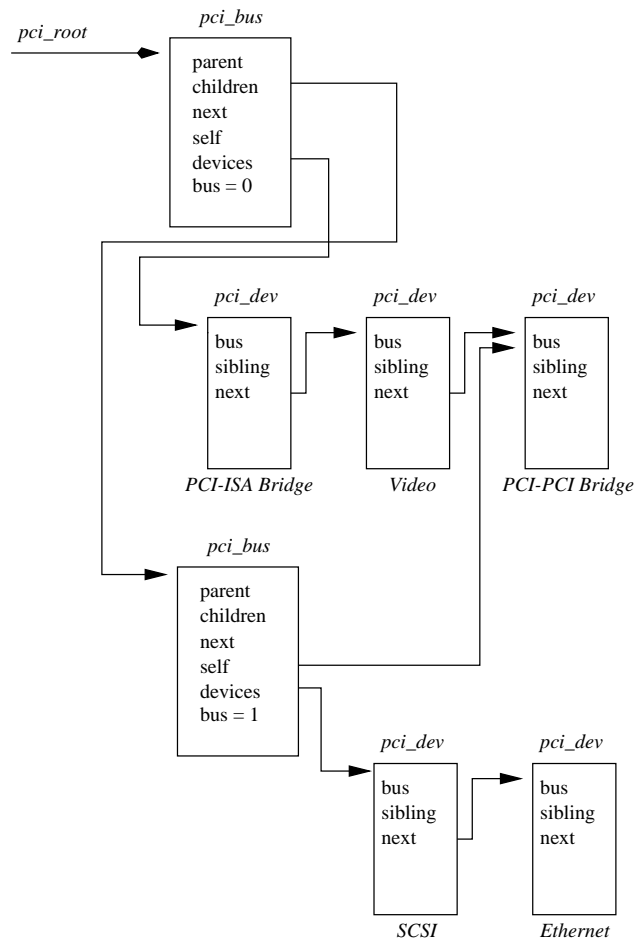 pci_bus
pci_root
parent
children
next
self
devices
bus = 0
pci_dev
pci_dev
pci_dev
bus
sibling
next
bus
sibling
next
bus
sibling
next
PCI-ISA Bridge
Video
PCI-PCI Bridge
pci_bus
parent
children
next
self
devices
bus = 1
pci_dev
pci_dev
bus
sibling
next
bus
sibling
next
SCSI
Ethernet